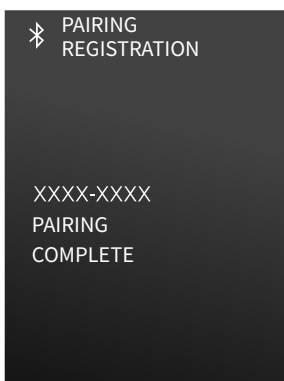 PAIRING
REGISTRATION
XXXX-XXXX
PAIRING
COMPLETE